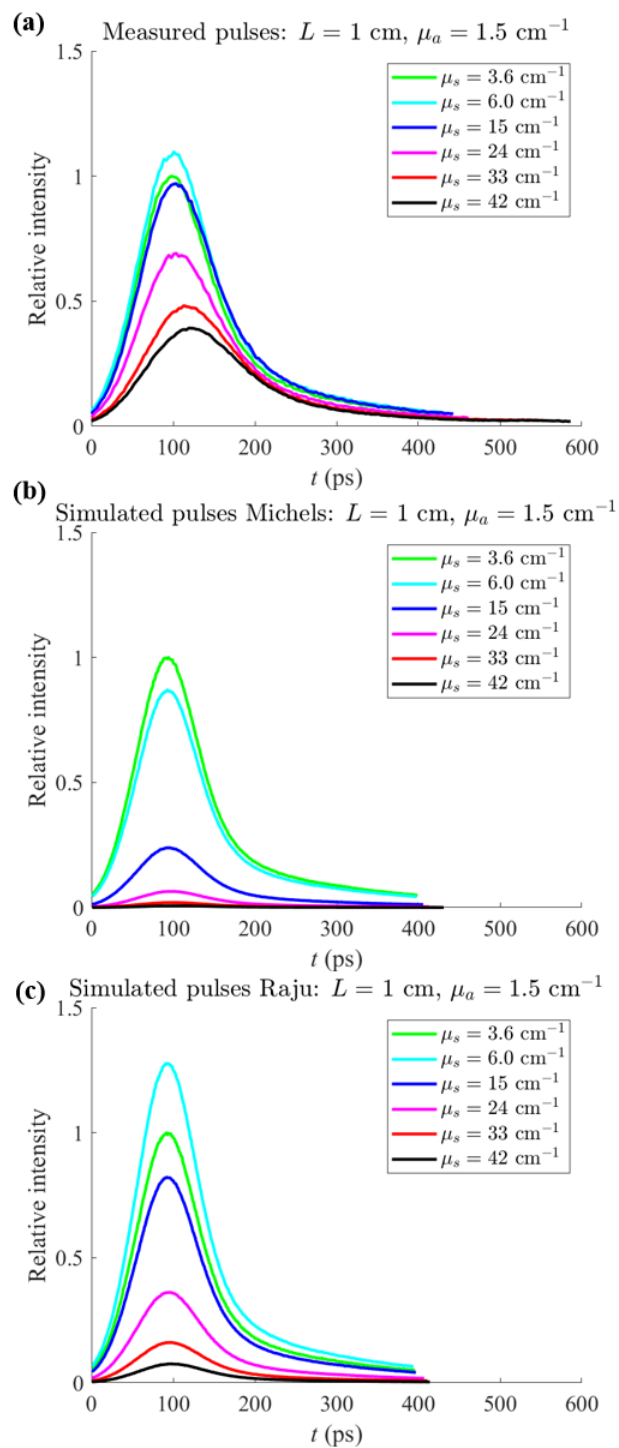 (a)
Measured pulses: L = 1 cm, μₐ = 1.5 cm⁻¹
1.5
1
0.5
0
Relative intensity
μₛ = 3.6 cm⁻¹
μₛ = 6.0 cm⁻¹
μₛ = 15 cm⁻¹
μₛ = 24 cm⁻¹
μₛ = 33 cm⁻¹
μₛ = 42 cm⁻¹
0 100 200 300 400 500 600
t (ps)
(b)
Simulated pulses Michels: L = 1 cm, μₐ = 1.5 cm⁻¹
1.5
1
0.5
0
Relative intensity
μₛ = 3.6 cm⁻¹
μₛ = 6.0 cm⁻¹
μₛ = 15 cm⁻¹
μₛ = 24 cm⁻¹
μₛ = 33 cm⁻¹
μₛ = 42 cm⁻¹
0 100 200 300 400 500 600
t (ps)
(c)
Simulated pulses Raju: L = 1 cm, μₐ = 1.5 cm⁻¹
1.5
1
0.5
0
Relative intensity
μₛ = 3.6 cm⁻¹
μₛ = 6.0 cm⁻¹
μₛ = 15 cm⁻¹
μₛ = 24 cm⁻¹
μₛ = 33 cm⁻¹
μₛ = 42 cm⁻¹
0 100 200 300 400 500 600
t (ps)